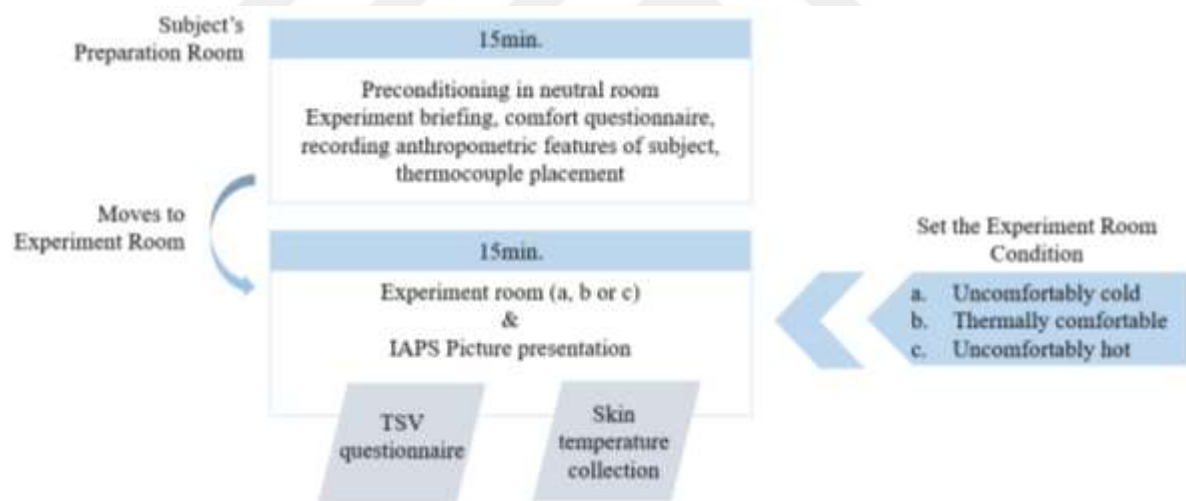 Subject's
Preparation Room
15min.
Preconditioning in neutral room
Experiment briefing, comfort questionnaire,
recording anthropometric features of subject,
thermocouple placement
Moves to
Experiment Room
15min.
Experiment room (a, b or c)
&
IAPS Picture presentation
TSV
questionnaire
Skin
temperature
collection
Set the Experiment Room
Condition
a. Uncomfortably cold
b. Thermally comfortable
c. Uncomfortably hot